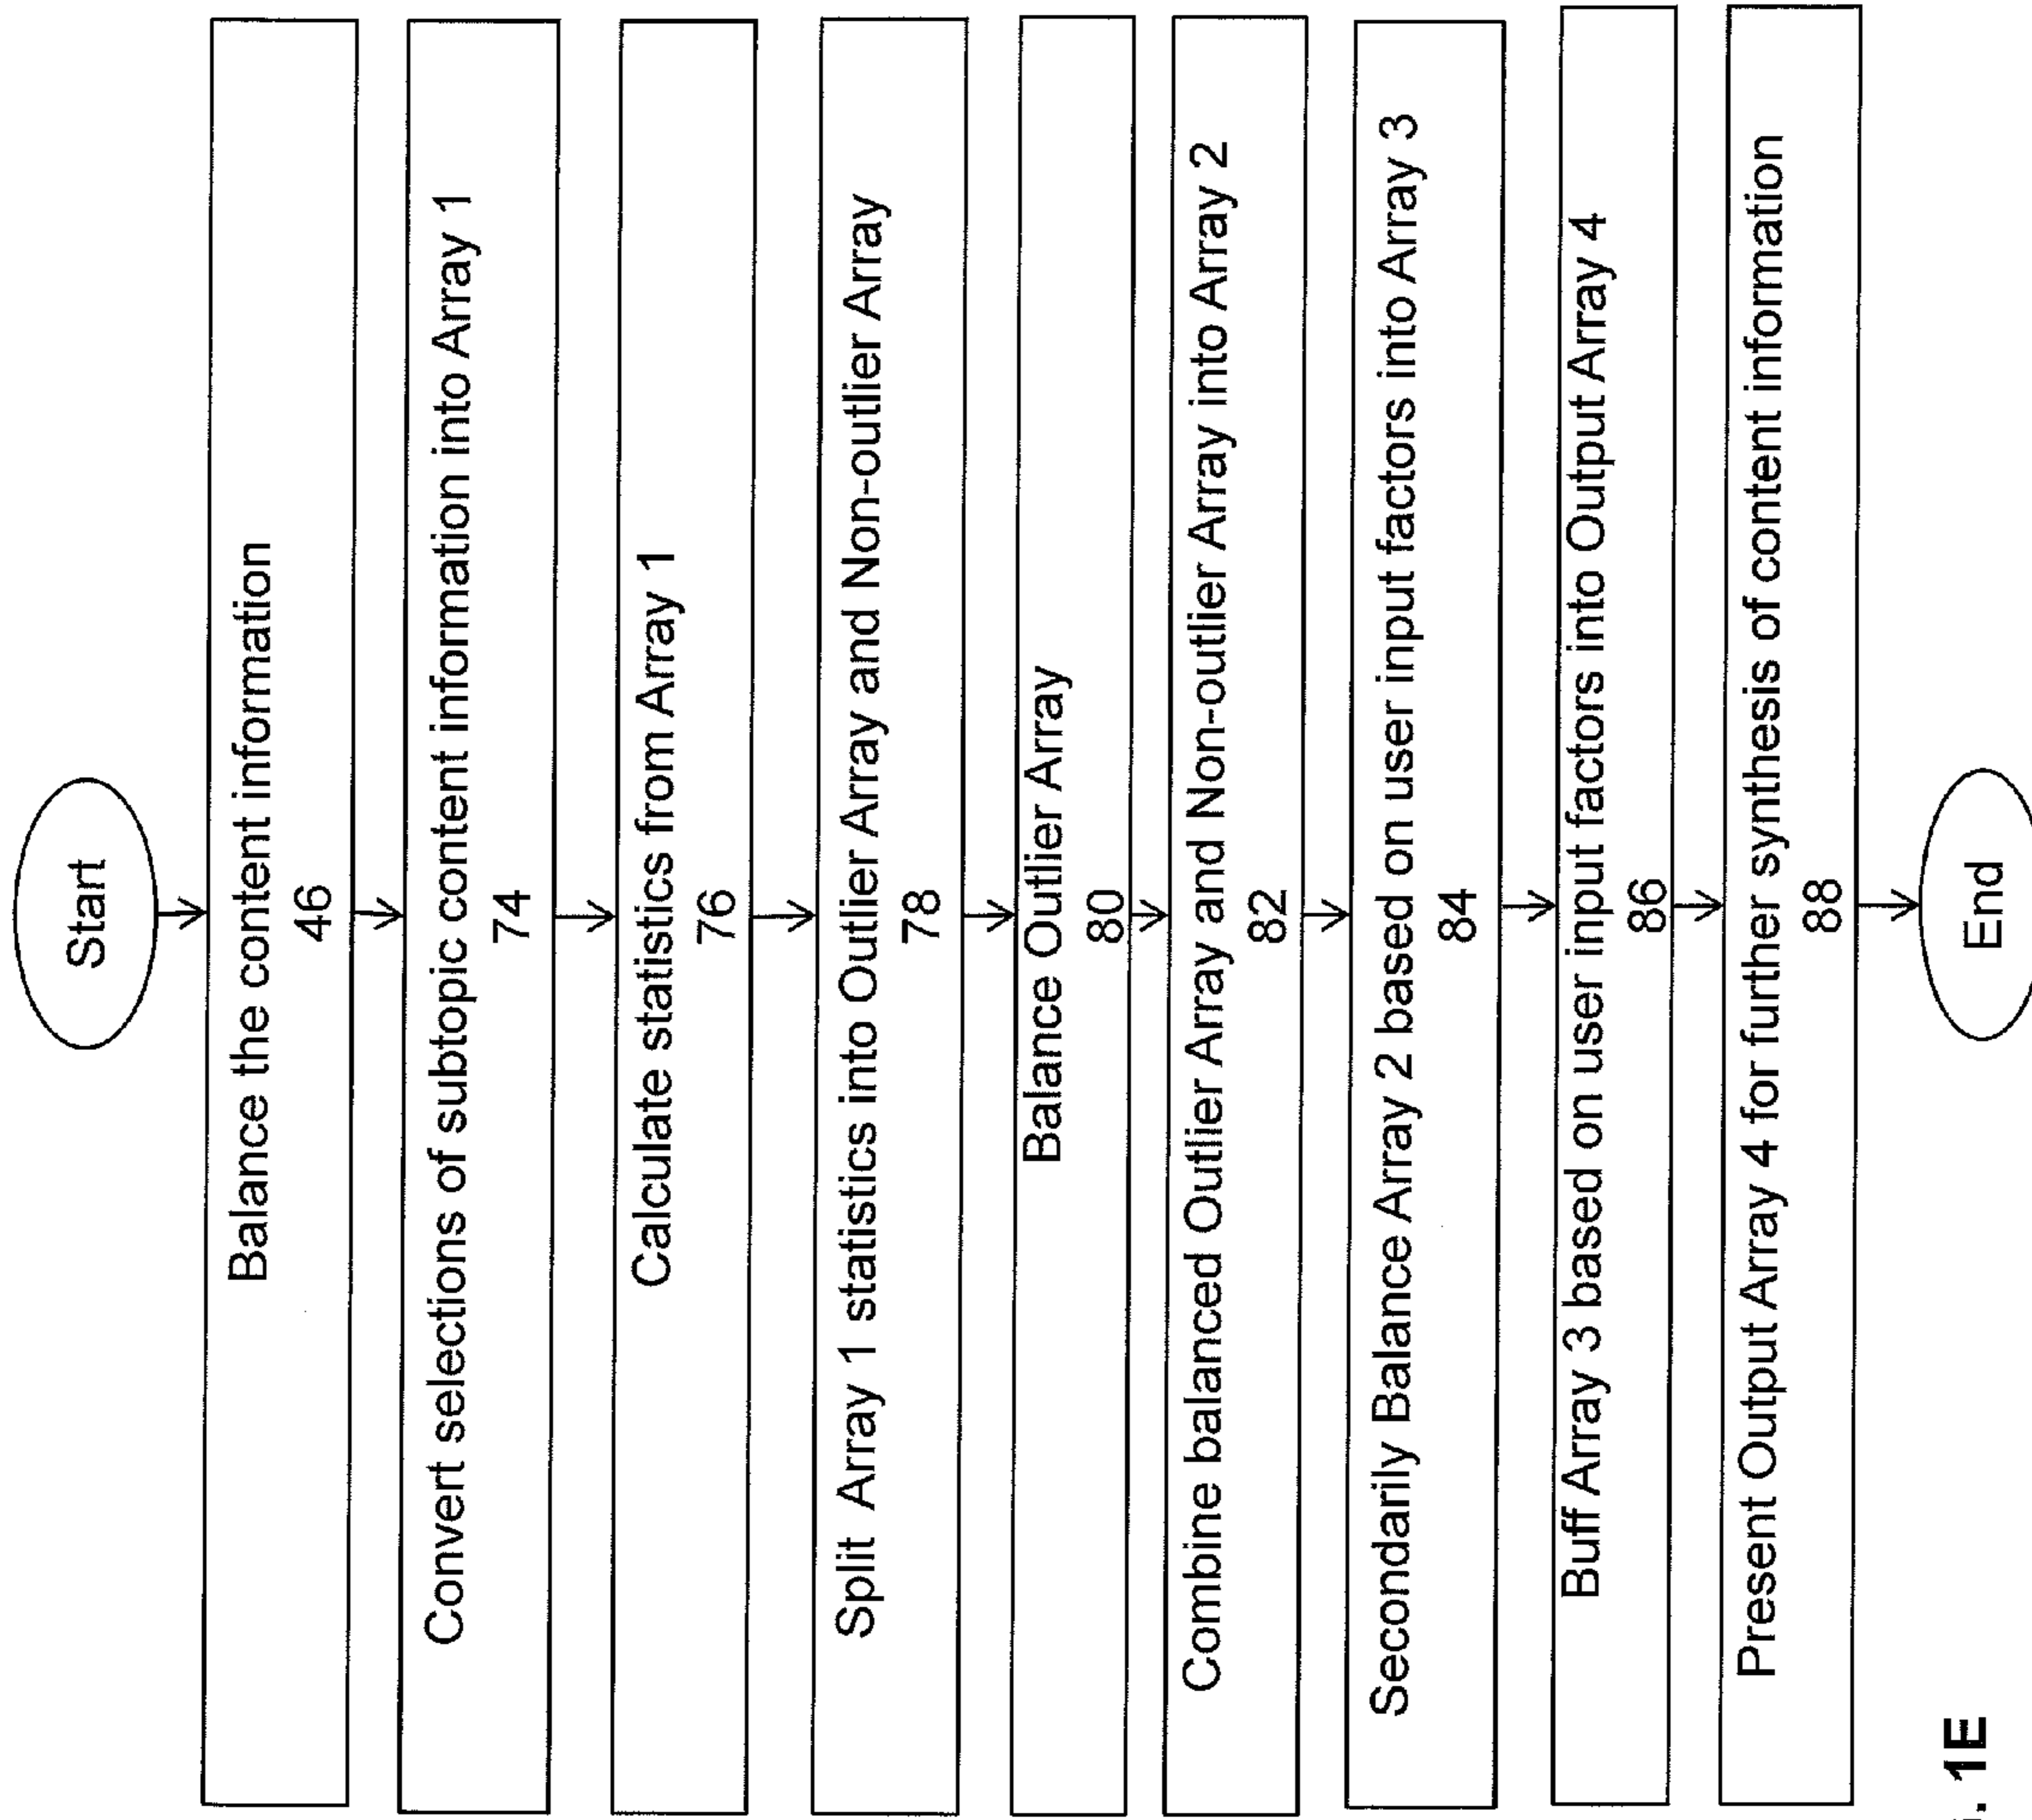 Start
Balance the content information
46
Convert selections of subtopic content information into Array 1
74
Calculate statistics from Array 1
76
Split Array 1 statistics into Outlier Array and Non-outlier Array
78
Balance Outlier Array
80
Combine balanced Outlier Array and Non-outlier Array into Array 2
82
Secondarily Balance Array 2 based on user input factors into Array 3
84
Buff Array 3 based on user input factors into Output Array 4
86
Present Output Array 4 for further synthesis of content information
88
End
1E